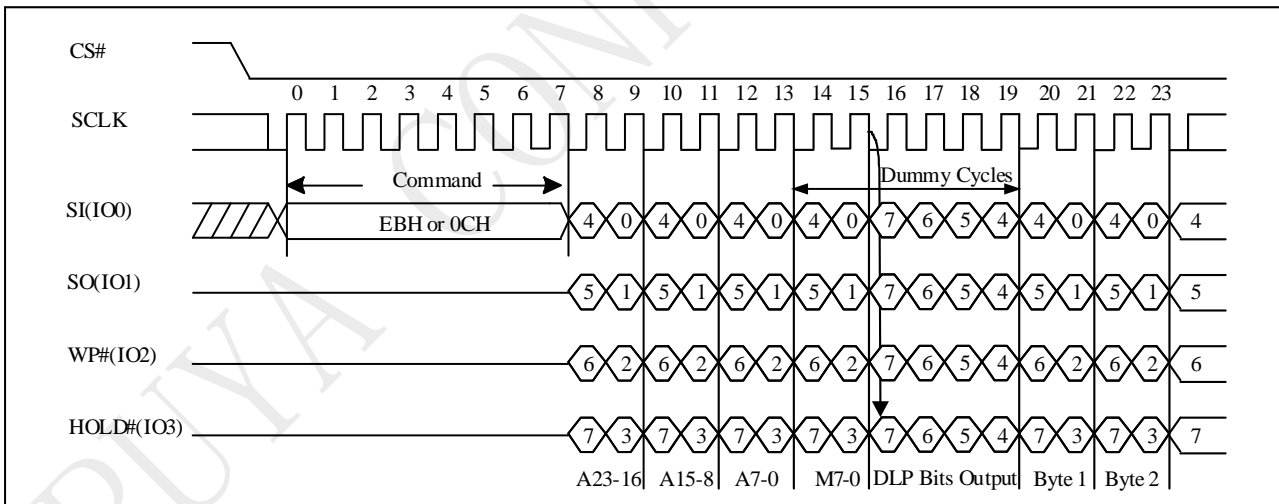 CS#
0 1 2 3 4 5 6 7 8 9 10 11 12 13 14 15 16 17 18 19 20 21 22 23
SCLK
Command
Dummy Cycles
SI(IO0)
EBH or 0CH
4 0 4 0 4 0 4 0 7 6 5 4 4 0 4 0 4
SO(IO1)
5 1 5 1 5 1 5 1 7 6 5 4 5 1 5 1 5
WP#(IO2)
6 2 6 2 6 2 6 2 7 6 5 4 6 2 6 2 6
HOLD#(IO3)
7 3 7 3 7 3 7 3 7 6 5 4 7 3 7 3 7
A23-16 A15-8 A7-0 M7-0 DLP Bits Output Byte 1 Byte 2
PUYA CONF